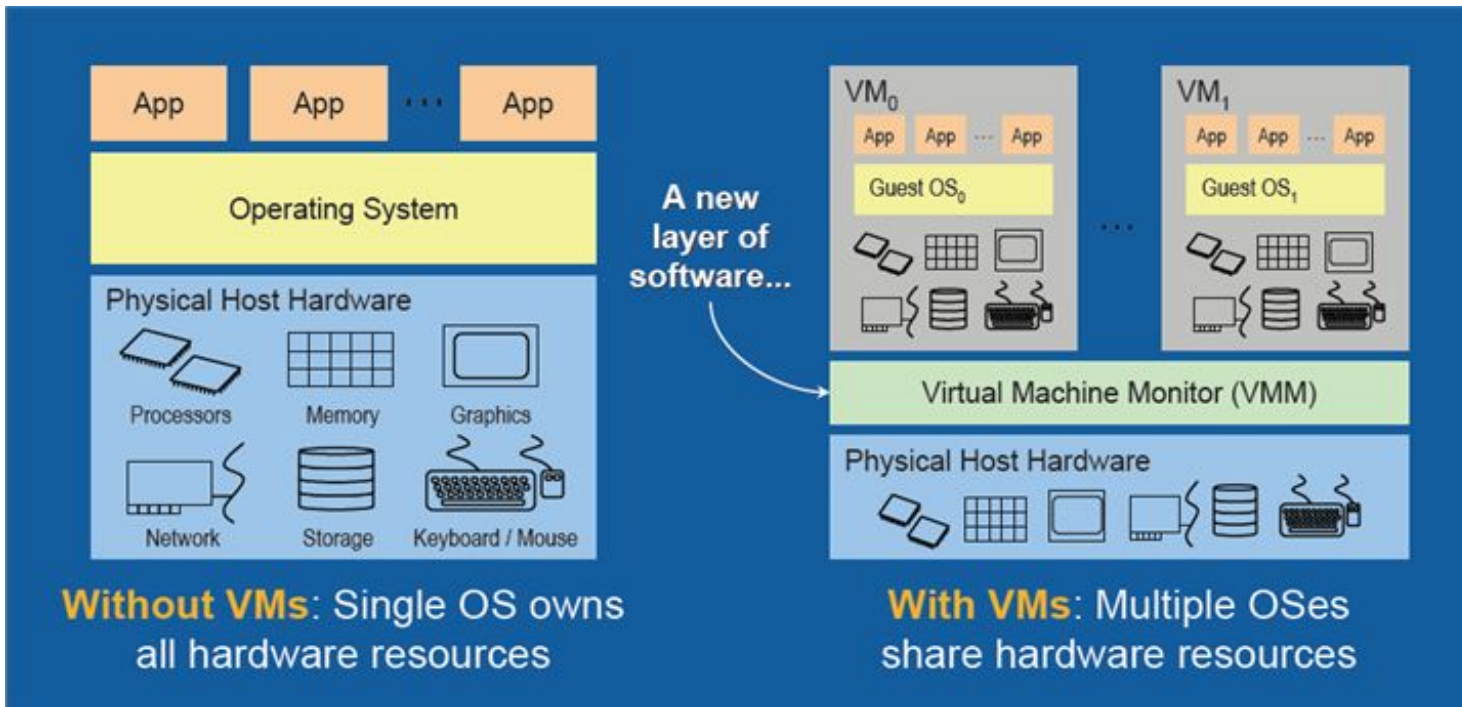 App App ... App
Operating System
Physical Host Hardware
Processors Memory Graphics
Network Storage Keyboard / Mouse
Without VMs: Single OS owns
all hardware resources
A new
layer of
software...
VM₀
App App ... App
Guest OS₀
...
VM₁
App App ... App
Guest OS₁
Virtual Machine Monitor (VMM)
Physical Host Hardware
With VMs: Multiple OSes
share hardware resources